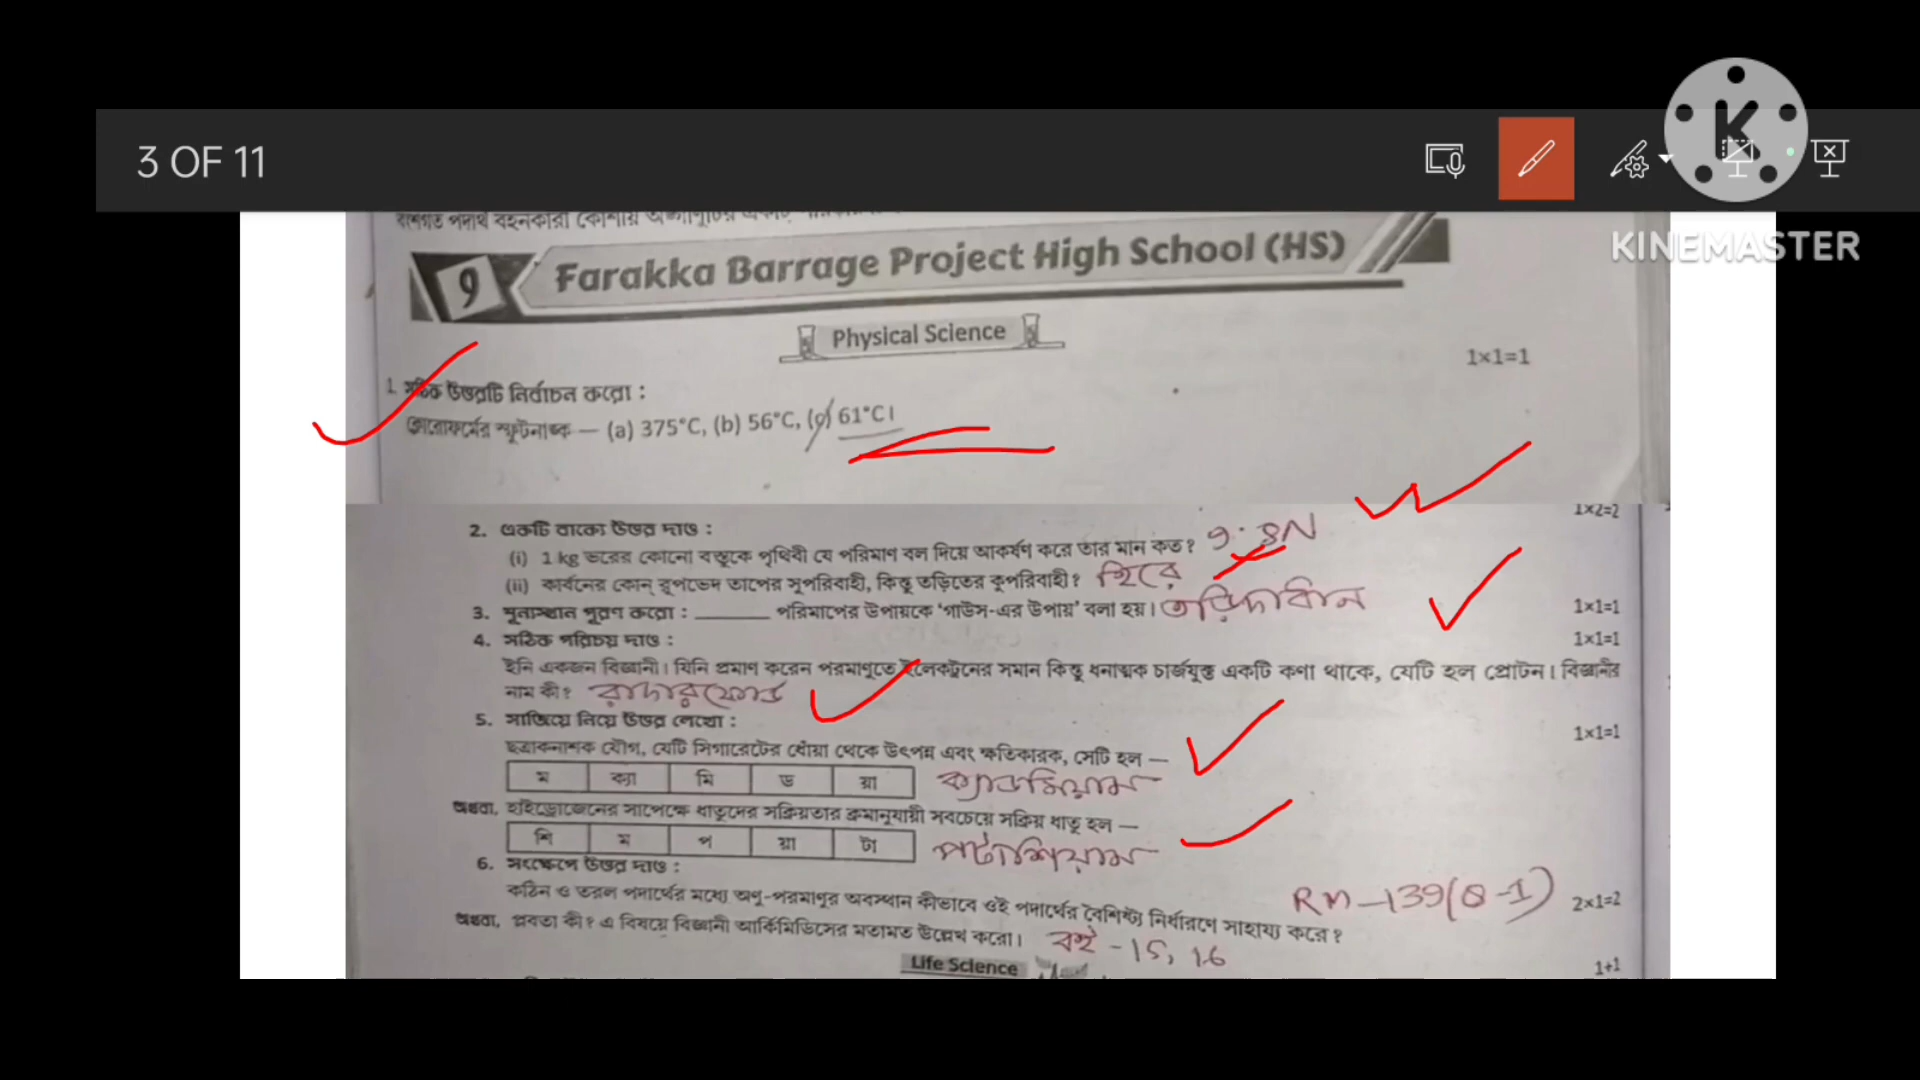 3 OF 11
K
KINEMASTER
9 Farakka Barrage Project High School (HS)
Physical Science
1×1=1
1. সঠিক উত্তরটি নির্বাচন করো :
ক্লোরোফর্মের স্ফুটনাঙ্ক — (a) 375°C, (b) 56°C, (c) 61°C।
2. একটি বাক্যে উত্তর দাও : 1×2=2
(i) 1 kg ভরের কোনো বস্তুকে পৃথিবী যে পরিমাণ বল দিয়ে আকর্ষণ করে তার মান কত? 9.8N
(ii) কার্বনের কোন্ রূপভেদ তাপের সুপরিবাহী, কিন্তু তড়িতের কুপরিবাহী? হিরে
3. শূন্যস্থান পূরণ করো : ______ পরিমাপের উপায়কে 'গাউস-এর উপায়' বলা হয়। 1×1=1
4. সঠিক পরিচয় দাও : 1×1=1
ইনি একজন বিজ্ঞানী। যিনি প্রমাণ করেন পরমাণুতে ইলেকট্রনের সমান কিন্তু ধনাত্মক চার্জযুক্ত একটি কণা থাকে, যেটি হল প্রোটন। বিজ্ঞানীর
নাম কী? রাদারফোর্ড
5. সাজিয়ে নিয়ে উত্তর লেখো : 1×1=1
ছত্রাকনাশক যৌগ, যেটি সিগারেটের ধোঁয়া থেকে উৎপন্ন এবং ক্ষতিকারক, সেটি হল —
ম ক্যা মি ড য়া ক্যাডমিয়াম
অথবা, হাইড্রোজেনের সাপেক্ষে ধাতুদের সক্রিয়তার ক্রমানুযায়ী সবচেয়ে সক্রিয় ধাতু হল —
শি ম প য়া টা পটাশিয়াম
6. সংক্ষেপে উত্তর দাও :
কঠিন ও তরল পদার্থের মধ্যে অণু-পরমাণুর অবস্থান কীভাবে ওই পদার্থের বৈশিষ্ট্য নির্ধারণে সাহায্য করে? RM-139(Q-1) 2×1=2
অথবা, প্লবতা কী? এ বিষয়ে বিজ্ঞানী আর্কিমিডিসের মতামত উল্লেখ করো। বই -15, 16
Life Science
1+1